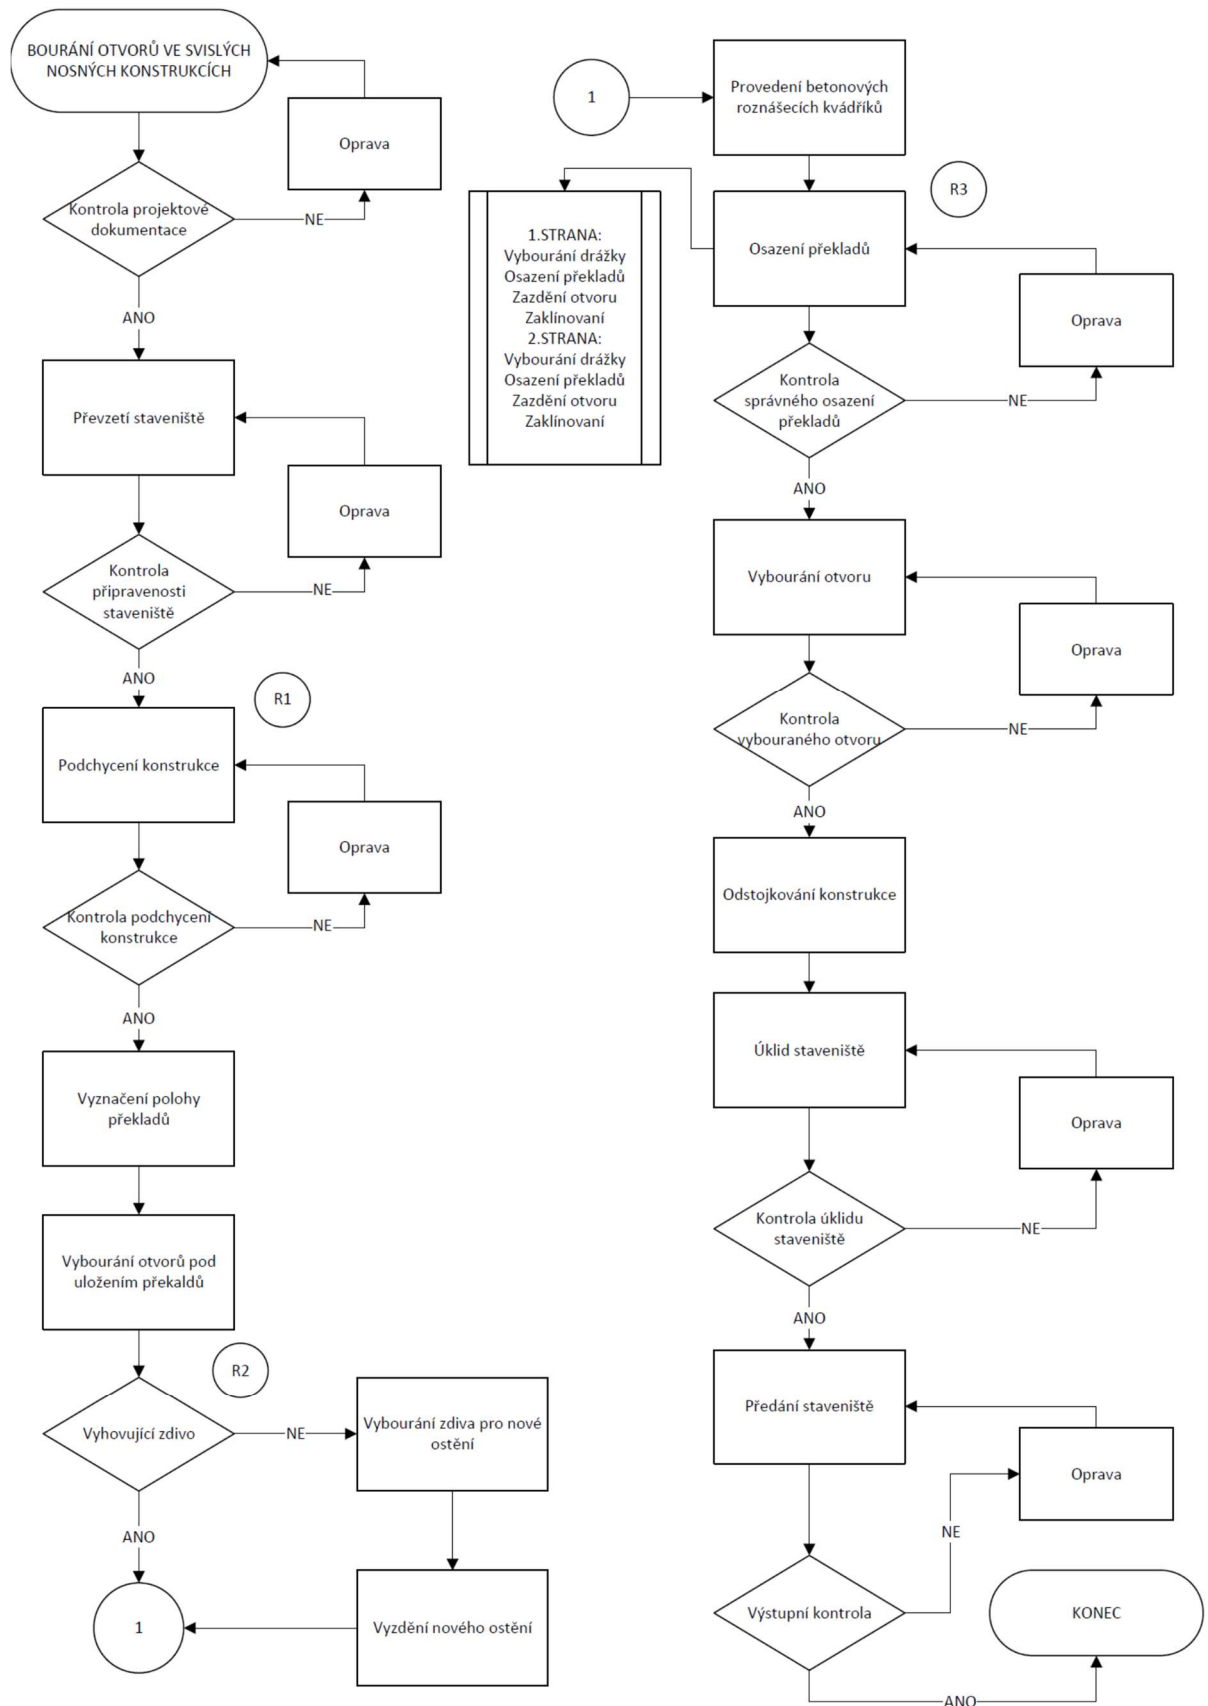 BOURÁNÍ OTVORŮ VE SVISLÝCH
NOSNÝCH KONSTRUKCÍCH
Oprava
Kontrola projektové
dokumentace
NE
ANO
Převzetí staveniště
Oprava
Kontrola
připravenosti
staveniště
NE
ANO
R1
Podchycení konstrukce
Oprava
Kontrola podchycení
konstrukce
NE
ANO
Vyznačení polohy
překladů
Vybourání otvorů pod
uložením překaldů
R2
Vyhovující zdivo
NE
Vybourání zdiva pro nové
ostění
ANO
1
Vyzdění nového ostění
1
Provedení betonových
roznášecích kvádříků
R3
1.STRANA:
Vybourání drážky
Osazení překladů
Zazdění otvoru
Zaklínovaní
2.STRANA:
Vybourání drážky
Osazení překladů
Zazdění otvoru
Zaklínovaní
Osazení překladů
Oprava
Kontrola
správného osazení
překladů
NE
ANO
Vybourání otvoru
Oprava
Kontrola
vybouraného otvoru
NE
ANO
Odstojkování konstrukce
Úklid staveniště
Oprava
Kontrola úklidu
staveniště
NE
ANO
Předání staveniště
Oprava
NE
Výstupní kontrola
KONEC
ANO